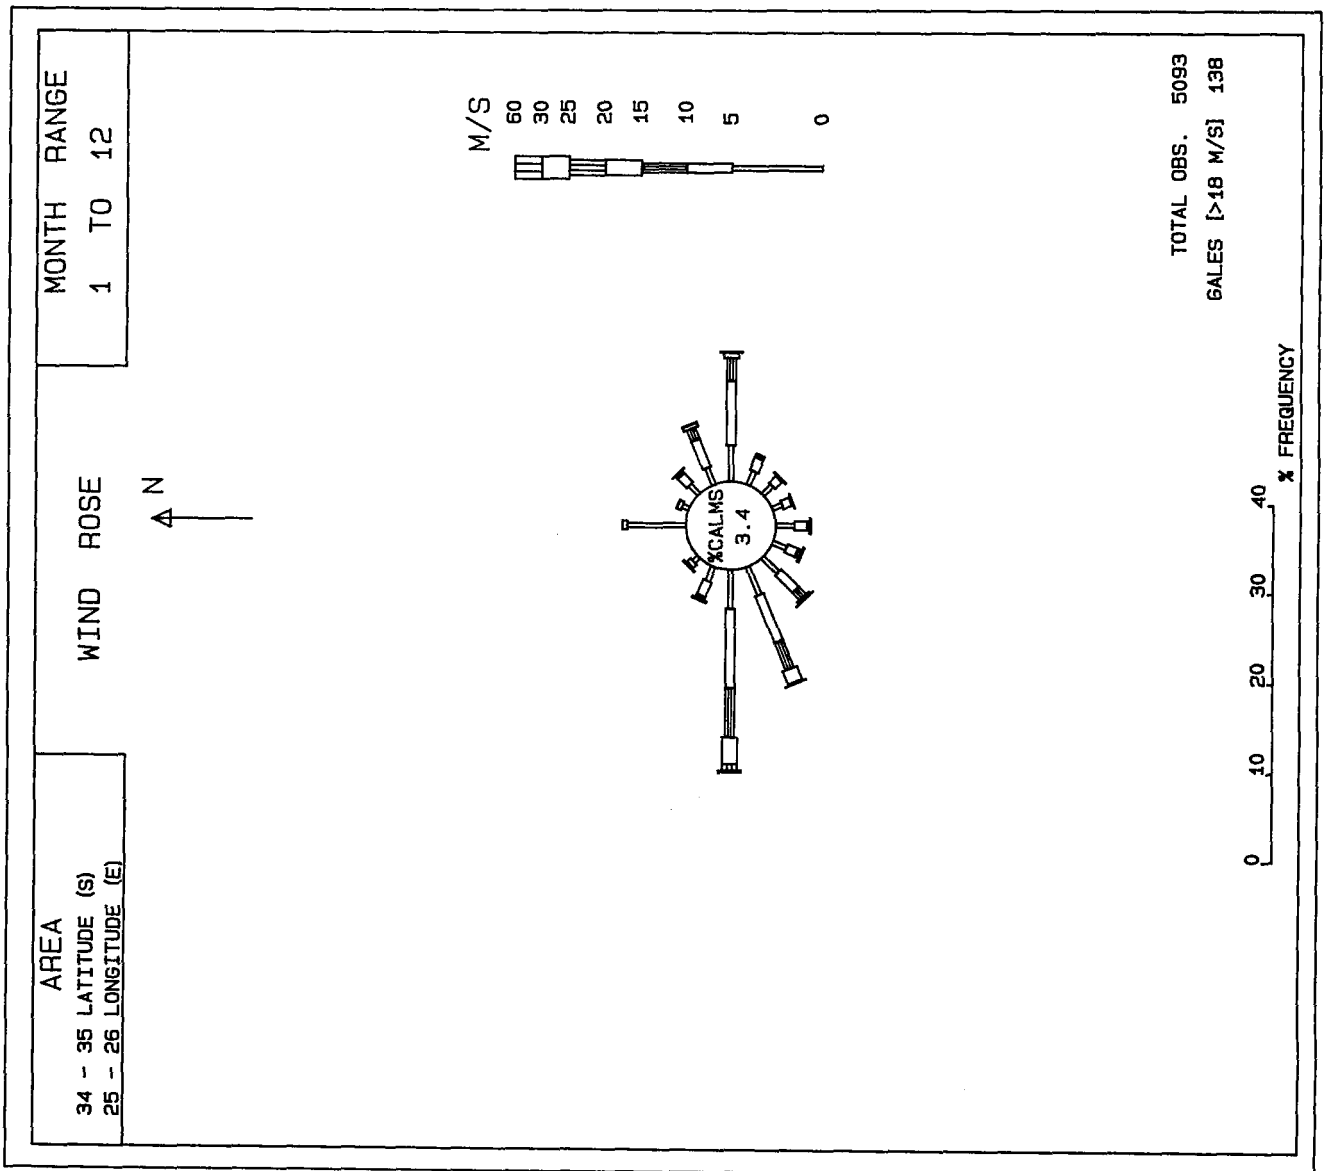 AREA
34 - 35 LATITUDE (S)
25 - 26 LONGITUDE (E)
WIND ROSE
N
MONTH RANGE
1 TO 12
M/S
60
30
25
20
15
10
5
0
%CALMS
3.4
TOTAL OBS. 5093
GALES [>18 M/S] 138
0 10 20 30 40
% FREQUENCY